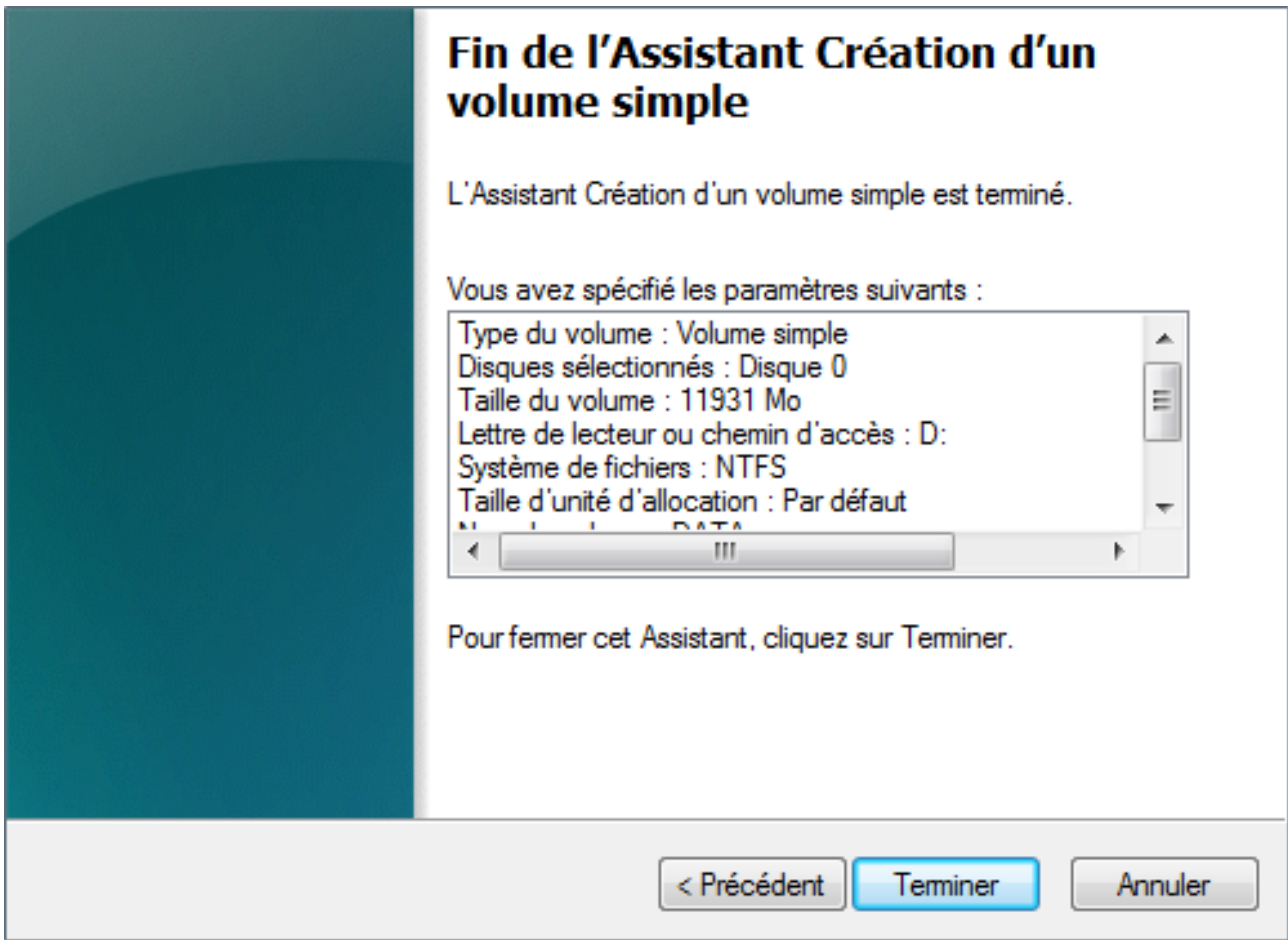 Fin de l’Assistant Création d’un
volume simple
L'Assistant Création d'un volume simple est terminé.
Vous avez spécifié les paramètres suivants :
Type du volume : Volume simple
Disques sélectionnés : Disque 0
Taille du volume : 11931 Mo
Lettre de lecteur ou chemin d'accès : D:
Système de fichiers : NTFS
Taille d'unité d'allocation : Par défaut
DATA
Pour fermer cet Assistant, cliquez sur Terminer.
< Précédent
Terminer
Annuler